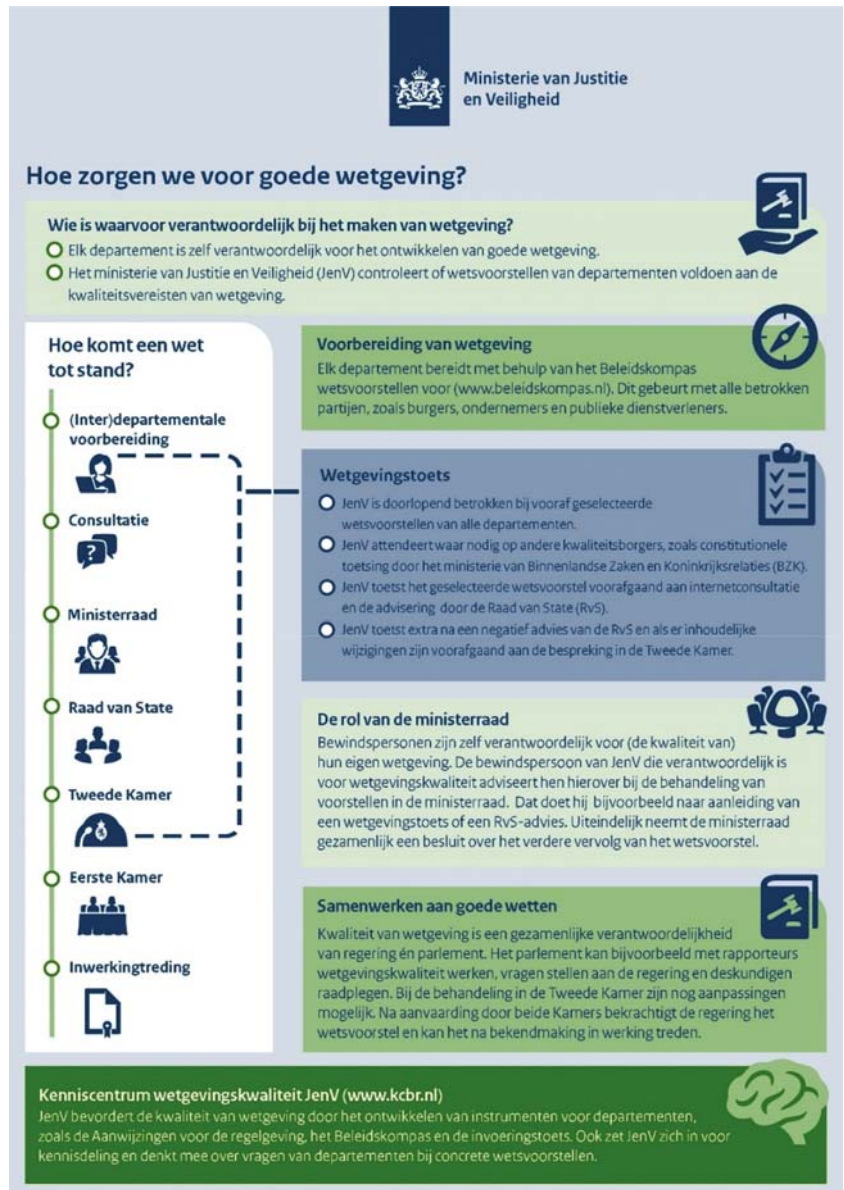 Ministerie van Justitie
en Veiligheid
Hoe zorgen we voor goede wetgeving?
Wie is waarvoor verantwoordelijk bij het maken van wetgeving?
Elk departement is zelf verantwoordelijk voor het ontwikkelen van goede wetgeving.
Het ministerie van Justitie en Veiligheid (JenV) controleert of wetsvoorstellen van departementen voldoen aan de
kwaliteitsvereisten van wetgeving.
Hoe komt een wet
tot stand?
(Inter)departementale
voorbereiding
Consultatie
?
Ministerraad
Raad van State
Tweede Kamer
Eerste Kamer
Inwerkingtreding
Voorbereiding van wetgeving
Elk departement bereidt met behulp van het Beleidskompas
wetsvoorstellen voor (www.beleidskompas.nl). Dit gebeurt met alle betrokken
partijen, zoals burgers, ondernemers en publieke dienstverleners.
Wetgevingstoets
JenV is doorlopend betrokken bij vooraf geselecteerde
wetsvoorstellen van alle departementen.
JenV attendeert waar nodig op andere kwaliteitsborgers, zoals constitutionele
toetsing door het ministerie van Binnenlandse Zaken en Koninkrijksrelaties (BZK).
JenV toetst het geselecteerde wetsvoorstel voorafgaand aan internetconsultatie
en de advisering door de Raad van State (RvS).
JenV toetst extra na een negatief advies van de RvS en als er inhoudelijke
wijzigingen zijn voorafgaand aan de bespreking in de Tweede Kamer.
De rol van de ministerraad
Bewindspersonen zijn zelf verantwoordelijk voor (de kwaliteit van)
hun eigen wetgeving. De bewindspersoon van JenV die verantwoordelijk is
voor wetgevingskwaliteit adviseert hen hierover bij de behandeling van
voorstellen in de ministerraad. Dat doet hij bijvoorbeeld naar aanleiding van
een wetgevingstoets of een RvS-advies. Uiteindelijk neemt de ministerraad
gezamenlijk een besluit over het verdere vervolg van het wetsvoorstel.
Samenwerken aan goede wetten
Kwaliteit van wetgeving is een gezamenlijke verantwoordelijkheid
van regering én parlement. Het parlement kan bijvoorbeeld met rapporteurs
wetgevingskwaliteit werken, vragen stellen aan de regering en deskundigen
raadplegen. Bij de behandeling in de Tweede Kamer zijn nog aanpassingen
mogelijk. Na aanvaarding door beide Kamers bekrachtigt de regering het
wetsvoorstel en kan het na bekendmaking in werking treden.
Kenniscentrum wetgevingskwaliteit JenV (www.kcbr.nl)
JenV bevordert de kwaliteit van wetgeving door het ontwikkelen van instrumenten voor departementen,
zoals de Aanwijzingen voor de regelgeving, het Beleidskompas en de invoeringstoets. Ook zet JenV zich in voor
kennisdeling en denkt mee over vragen van departementen bij concrete wetsvoorstellen.